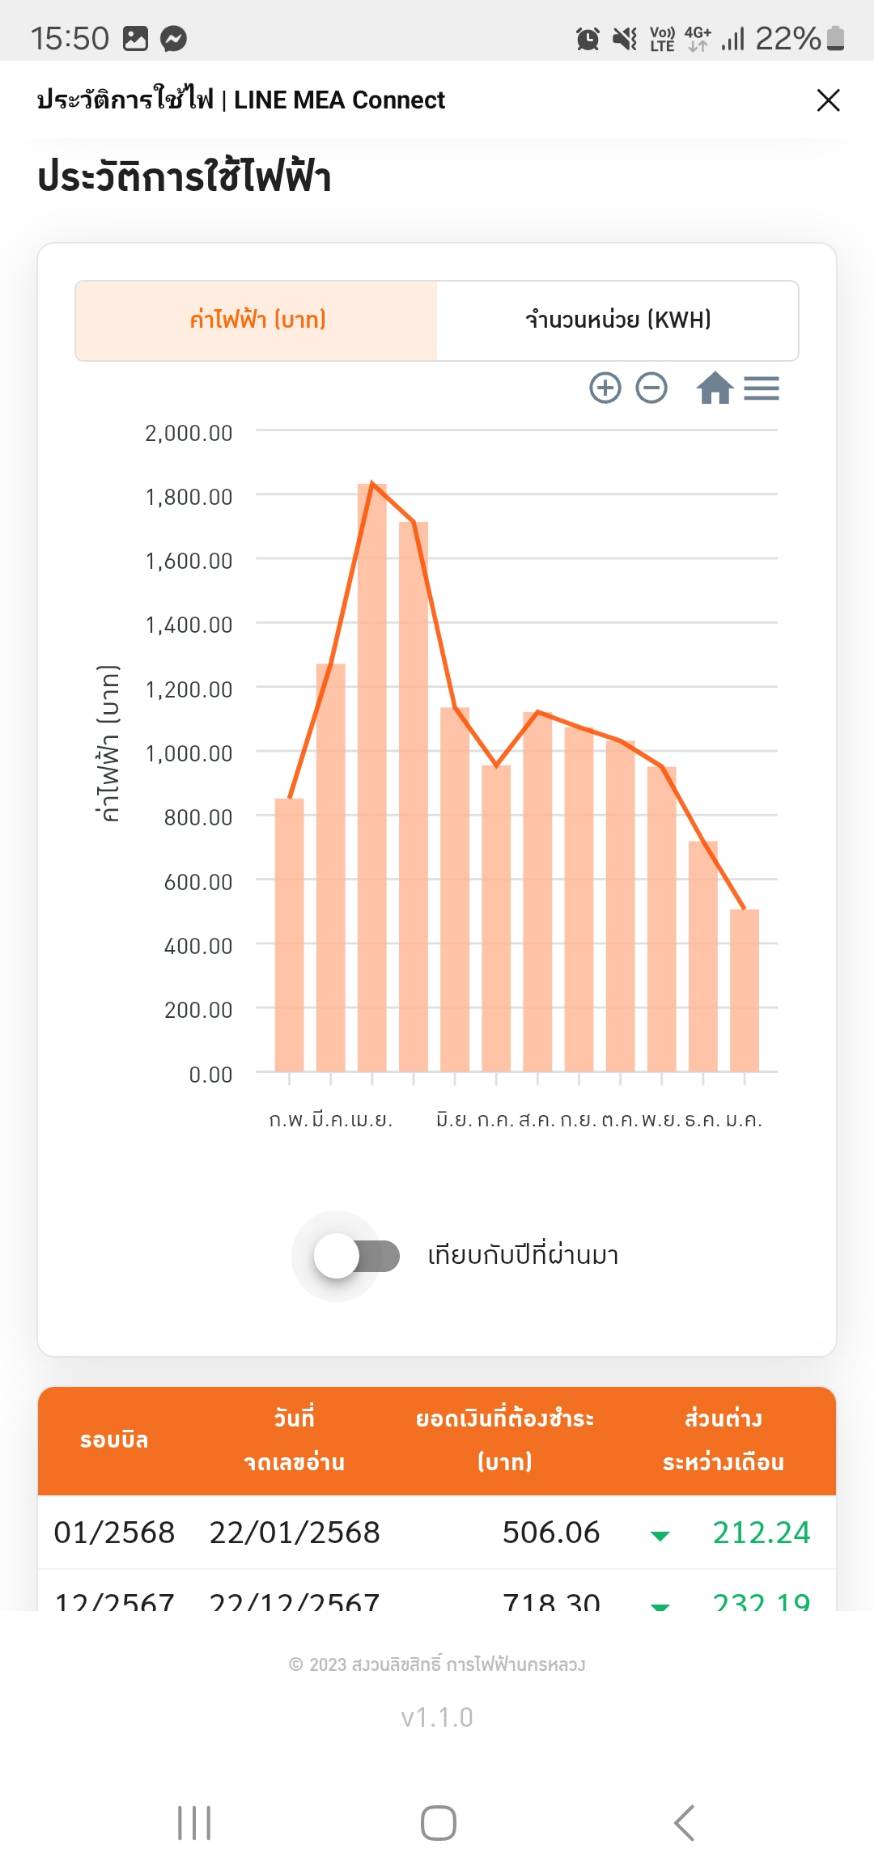 15:50 Vo)) LTE 4G+ 22%
ประวัติการใช้ไฟ | LINE MEA Connect
ประวัติการใช้ไฟฟ้า
ค่าไฟฟ้า (บาท) จำนวนหน่วย (KWH)
2,000.00
1,800.00
1,600.00
1,400.00
1,200.00
1,000.00
800.00
600.00
400.00
200.00
0.00
ค่าไฟฟ้า (บาท)
ก.พ. มี.ค. เม.ย. มิ.ย. ก.ค. ส.ค. ก.ย. ต.ค. พ.ย. ธ.ค. ม.ค.
เทียบกับปีที่ผ่านมา
รอบบิล วันที่จดเลขอ่าน ยอดเงินที่ต้องชำระ (บาท) ส่วนต่างระหว่างเดือน
01/2568 22/01/2568 506.06 212.24
12/2567 22/12/2567 718.30 232.19
© 2023 สงวนลิขสิทธิ์ การไฟฟ้านครหลวง
v1.1.0